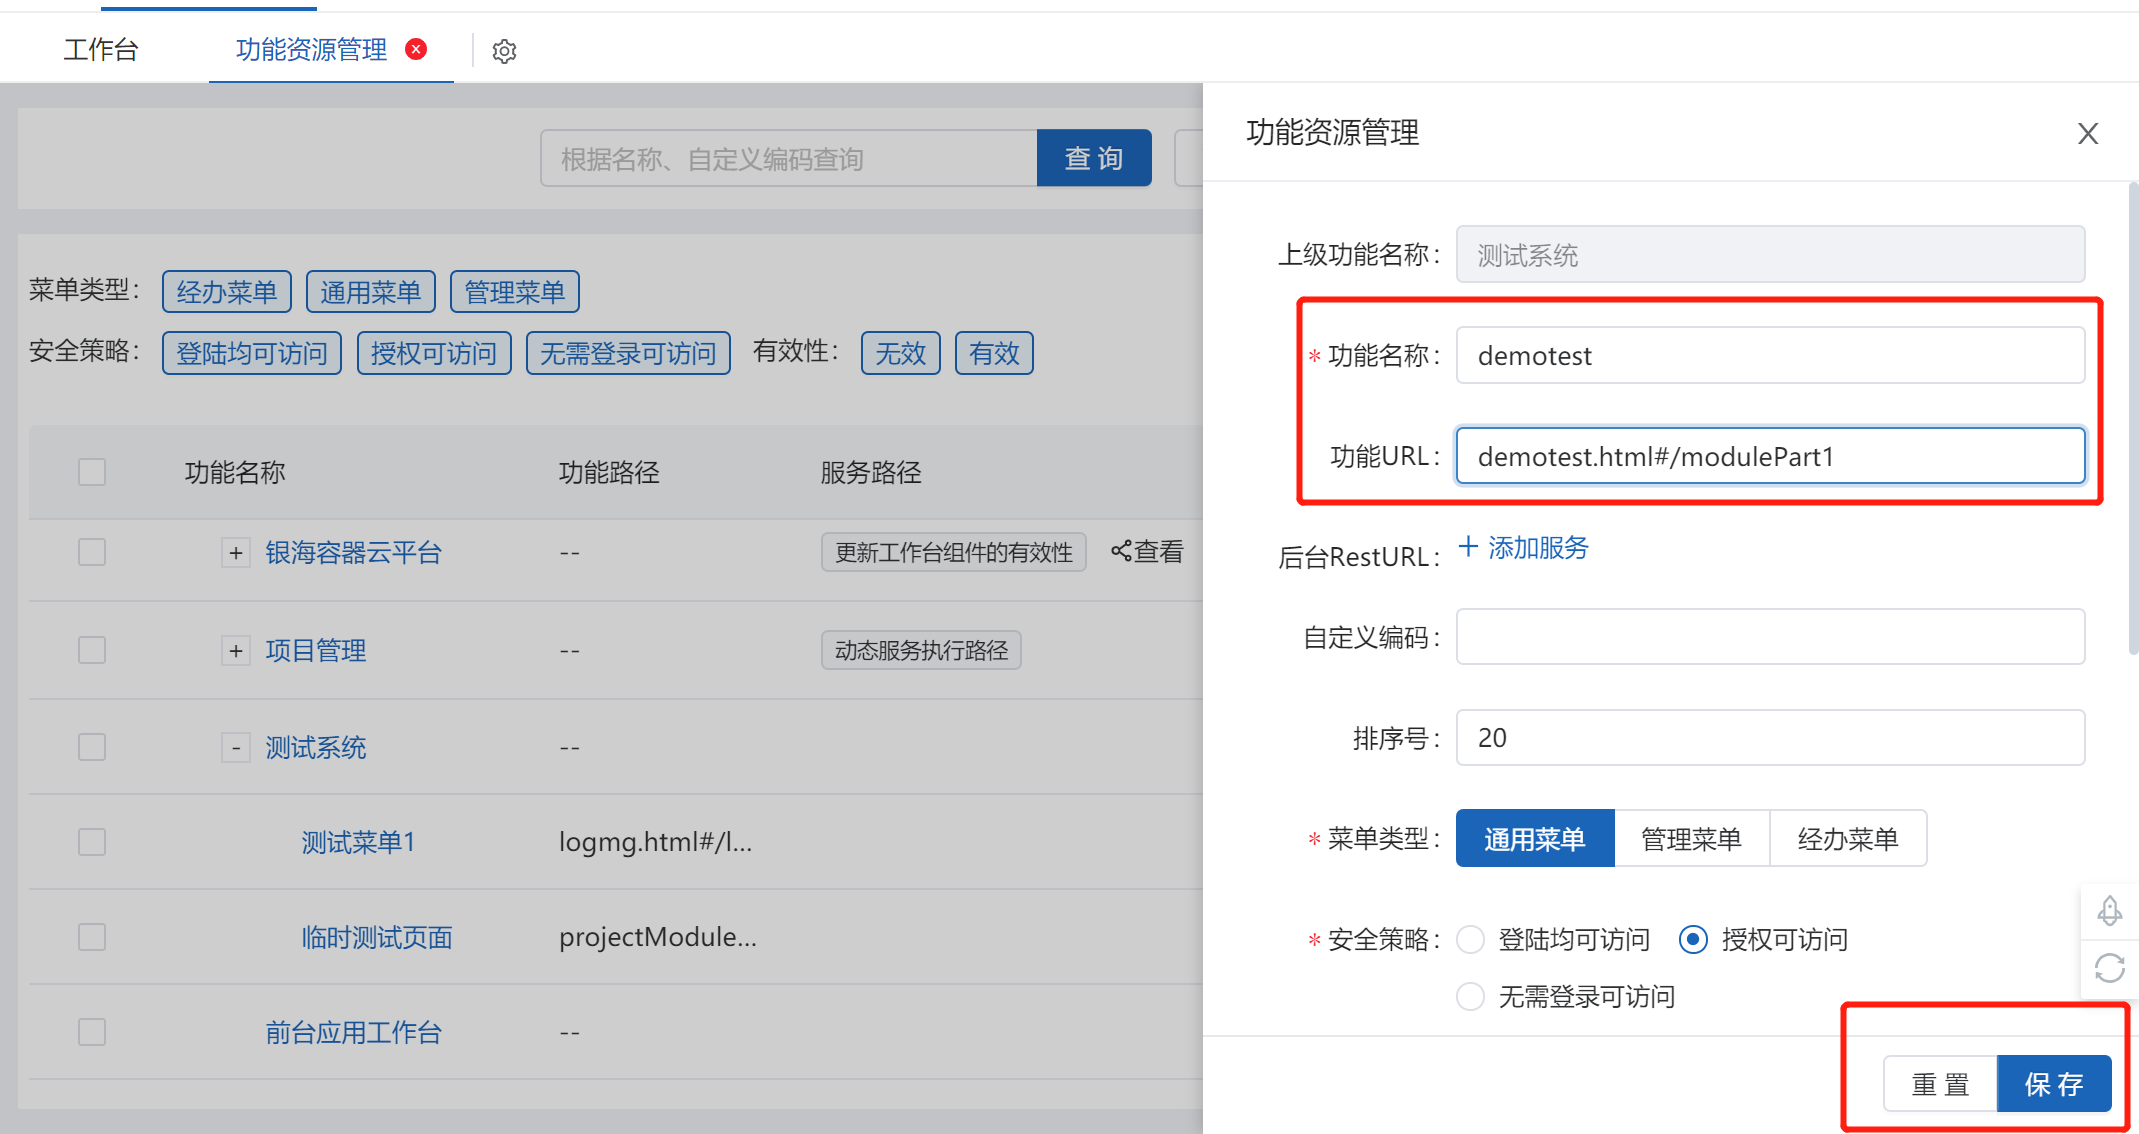 工作台
功能资源管理
根据名称、自定义编码查询
查 询
菜单类型：
经办菜单
通用菜单
管理菜单
安全策略：
登陆均可访问
授权可访问
无需登录可访问
有效性：
无效
有效
功能名称
功能路径
服务路径
+ 银海容器云平台
--
更新工作台组件的有效性
查看
+ 项目管理
--
动态服务执行路径
- 测试系统
--
测试菜单1
logmg.html#/l...
临时测试页面
projectModule...
前台应用工作台
--
功能资源管理
X
上级功能名称：
测试系统
* 功能名称：
demotest
功能URL：
demotest.html#/modulePart1
后台RestURL：
+ 添加服务
自定义编码：
排序号：
20
* 菜单类型：
通用菜单
管理菜单
经办菜单
* 安全策略：
登陆均可访问
授权可访问
无需登录可访问
重 置
保 存